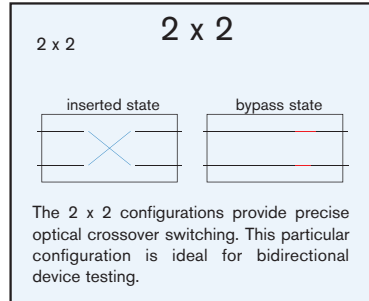 2 x 2
2 x 2
inserted state
bypass state
The 2 x 2 configurations provide precise
optical crossover switching. This particular
configuration is ideal for bidirectional
device testing.